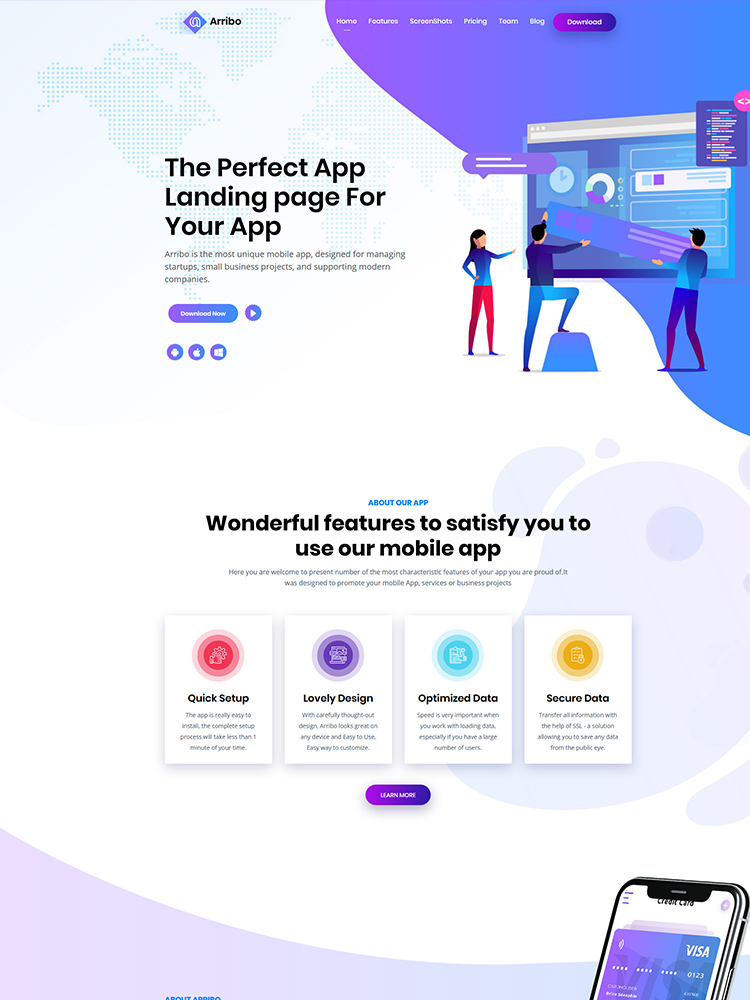 Arribo
Home Features ScreenShots Pricing Team Blog Download
The Perfect App
Landing page For
Your App
Arribo is the most unique mobile app, designed for managing
startups, small business projects, and supporting modern
companies.
Download Now
ABOUT OUR APP
Wonderful features to satisfy you to
use our mobile app
Here you are welcome to present number of the most characteristic features of your app you are proud of.It
was designed to promote your mobile App, services or business projects
Quick Setup
The app is really easy to
install, the complete setup
process will take less than 1
minute of your time.
Lovely Design
With carefully thought-out
design, Arribo looks great on
any device and Easy to Use,
Easy way to customize.
Optimized Data
Speed is very important when
you work with loading data,
especially if you have a large
number of users.
Secure Data
Transfer all information with
the help of SSL - a solution
allowing you to save any data
from the public eye.
LEARN MORE
Credit Card
VISA
0123
ABOUT ARRIBO